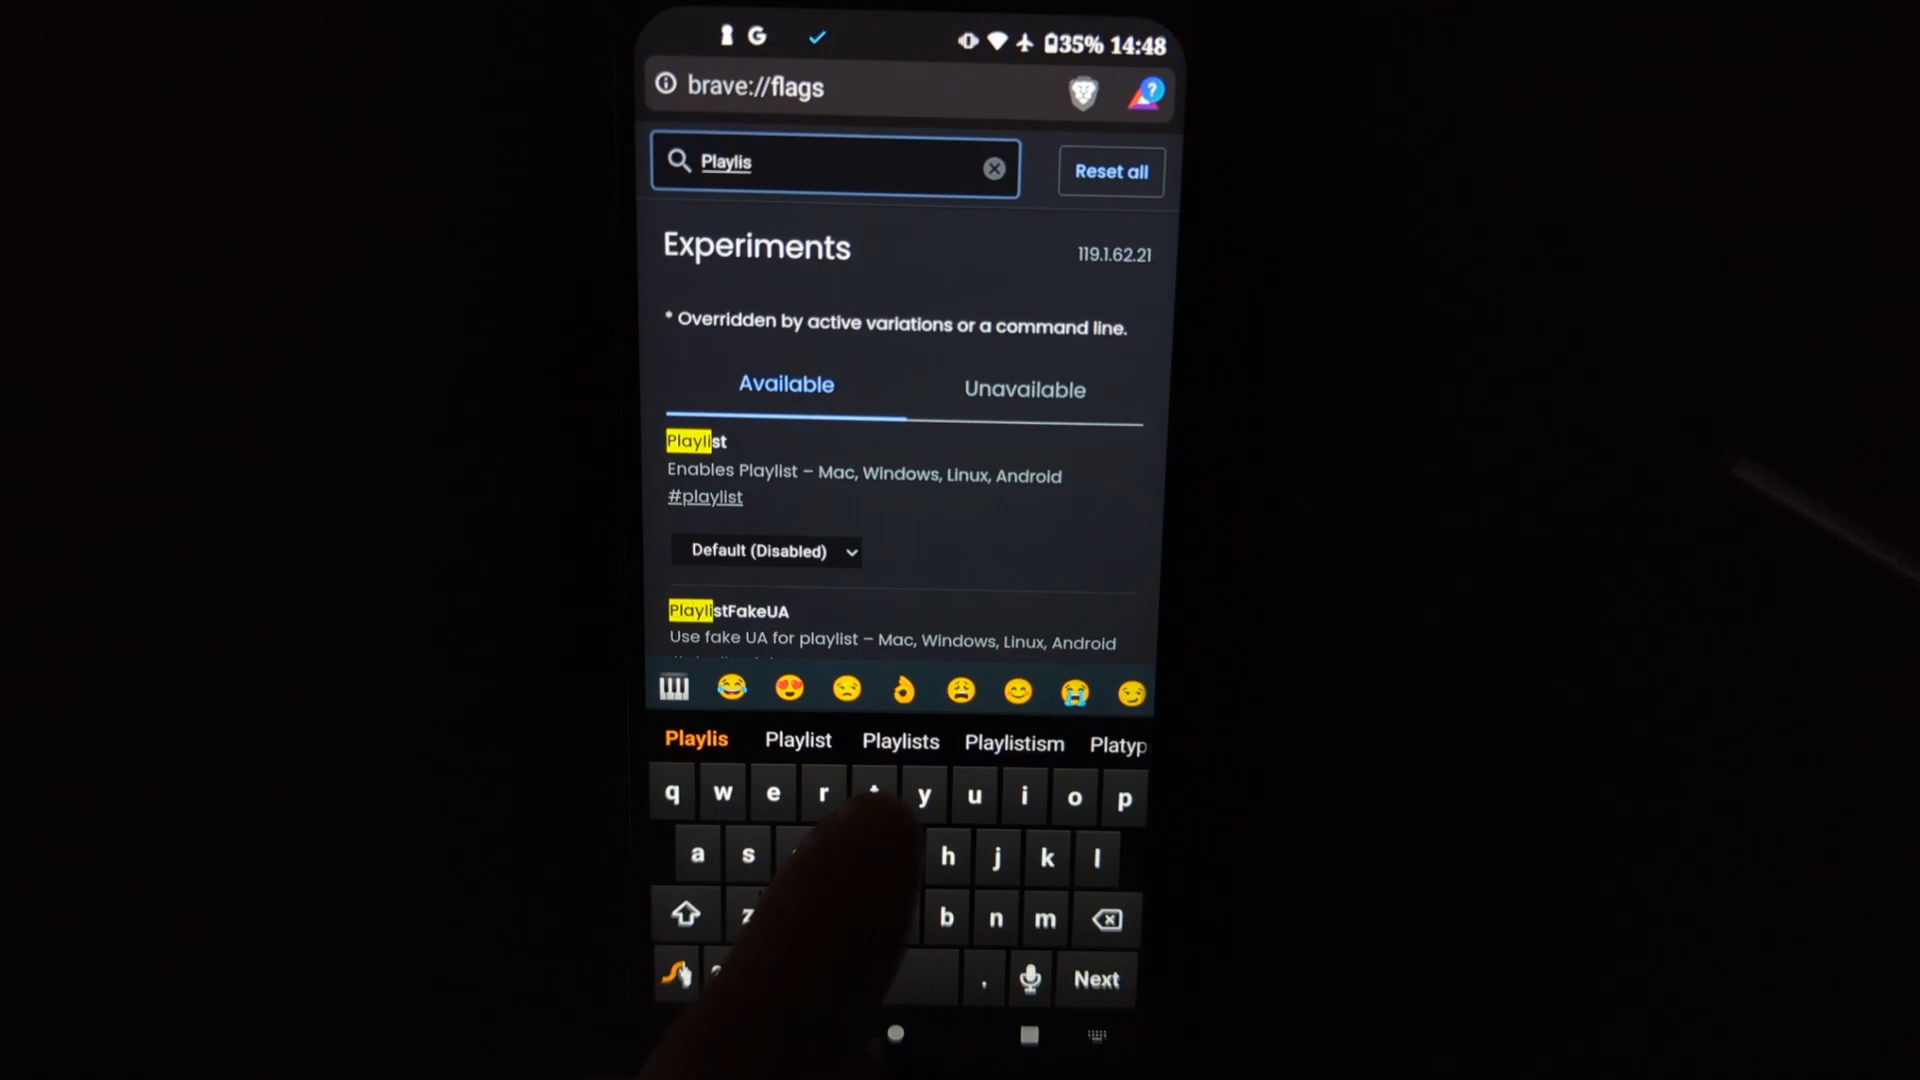 G 35% 14:48
brave://flags
?
Playlis
Reset all
Experiments
119.1.62.21
* Overridden by active variations or a command line.
Available Unavailable
Playlist
Enables Playlist – Mac, Windows, Linux, Android
#playlist
Default (Disabled)
PlaylistFakeUA
Use fake UA for playlist – Mac, Windows, Linux, Android
Playlis Playlist Playlists Playlistism Platyp
q w e r t y u i o p
a s h j k l
z b n m
, Next